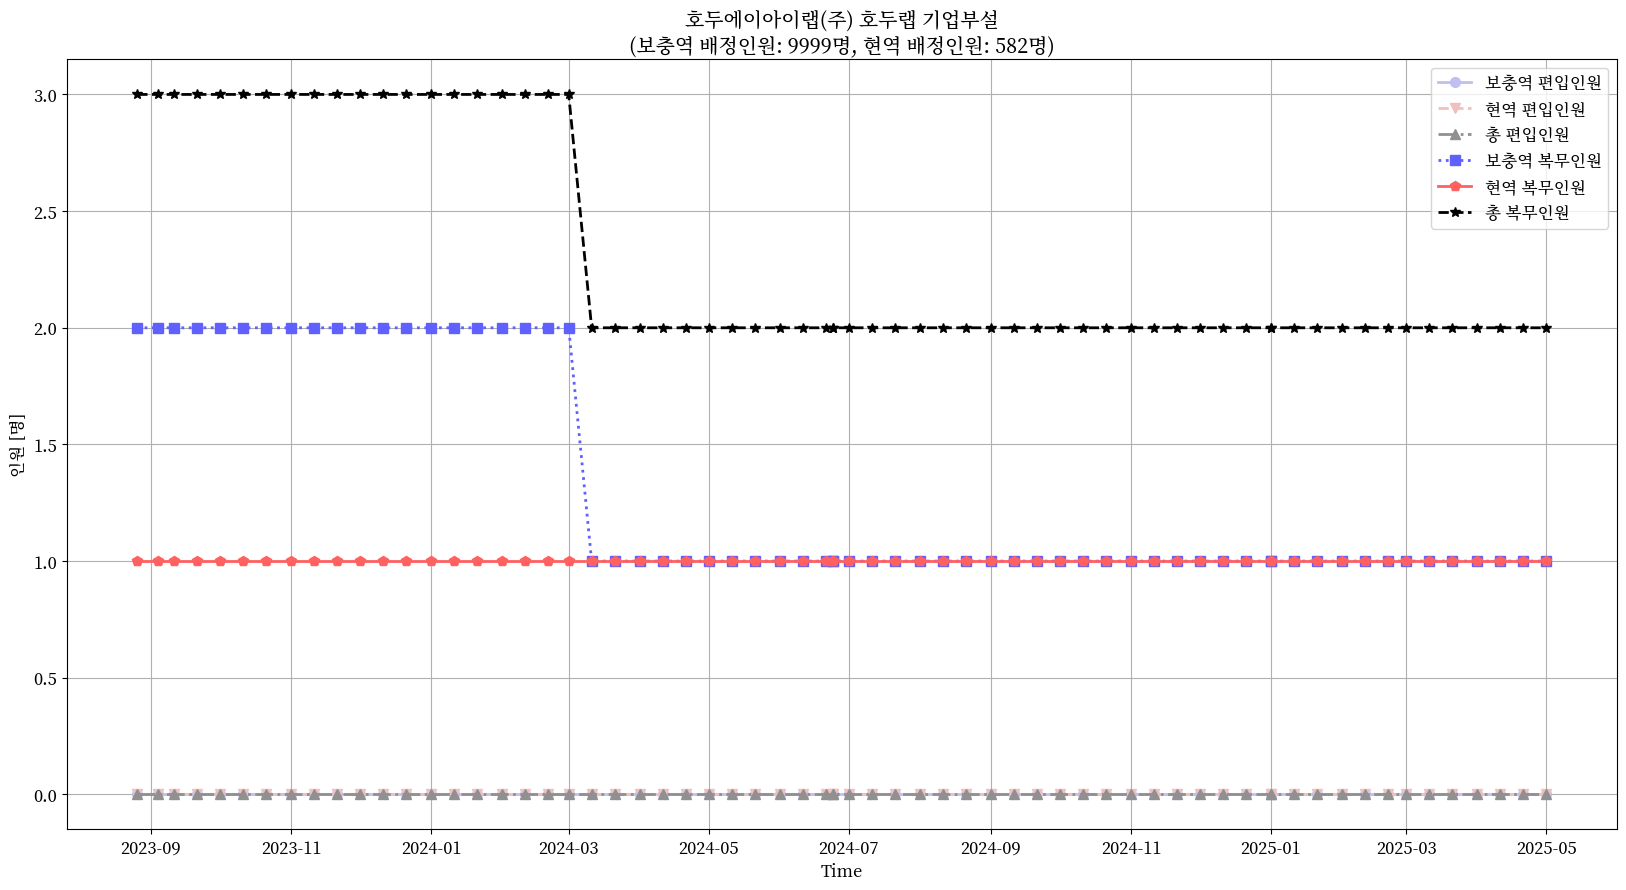 호두에이아이랩(주) 호두랩 기업부설
(보충역 배정인원: 9999명, 현역 배정인원: 582명)
보충역 편입인원
현역 편입인원
총 편입인원
보충역 복무인원
현역 복무인원
총 복무인원
인원 [명]
3.0
2.5
2.0
1.5
1.0
0.5
0.0
2023-09 2023-11 2024-01 2024-03 2024-05 2024-07 2024-09 2024-11 2025-01 2025-03 2025-05
Time